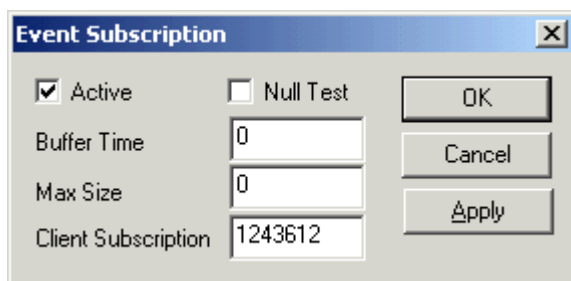 Event Subscription
Active
Null Test
OK
Buffer Time
0
Cancel
Max Size
0
Apply
Client Subscription
1243612